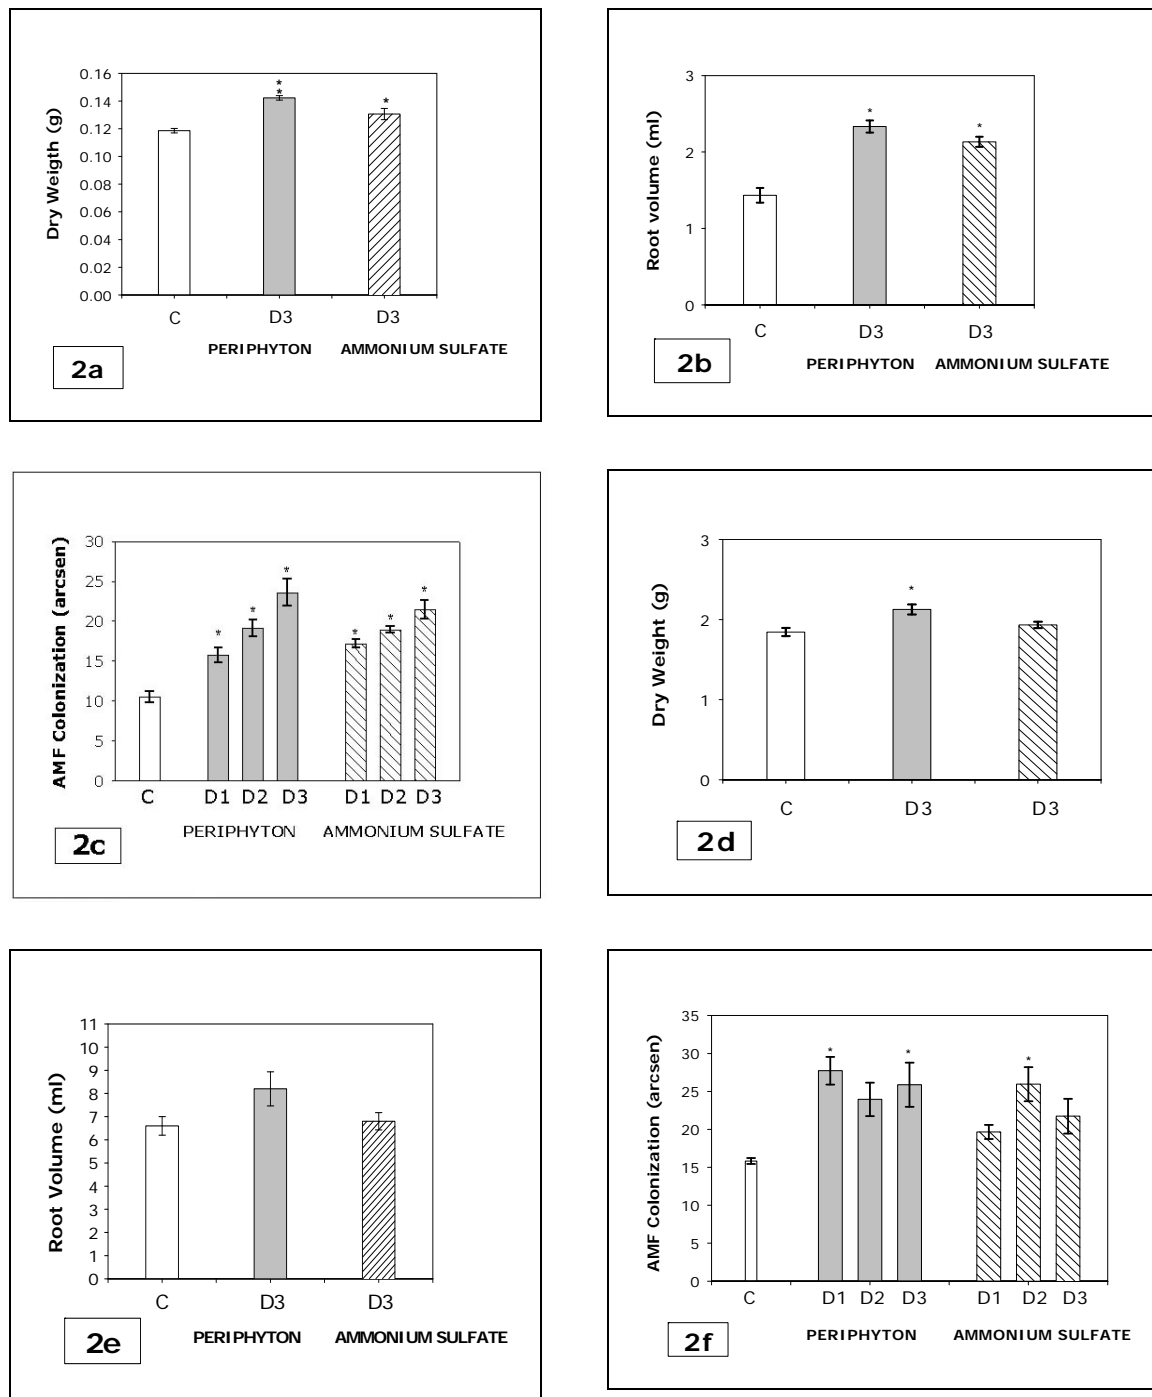 0.16
0.14
0.12
0.10
0.08
0.06
0.04
0.02
0.00
Dry Weigth (g)
*
*
*
C D3 D3
PERIPHYTON AMMONIUM SULFATE
2a
3
2
1
0
Root volume (ml)
*
*
C D3 D3
PERIPHYTON AMMONIUM SULFATE
2b
30
25
20
15
10
5
0
AMF Colonization (arcsen)
* * * * * *
C D1 D2 D3 D1 D2 D3
PERIPHYTON AMMONIUM SULFATE
2c
3
2
1
0
Dry Weight (g)
*
C D3 D3
2d
11
10
9
8
7
6
5
4
3
2
1
0
Root Volume (ml)
C D3 D3
PERIPHYTON AMMONIUM SULFATE
2e
35
30
25
20
15
10
5
0
AMF Colonization (arcsen)
* * *
C D1 D2 D3 D1 D2 D3
PERIPHYTON AMMONIUM SULFATE
2f